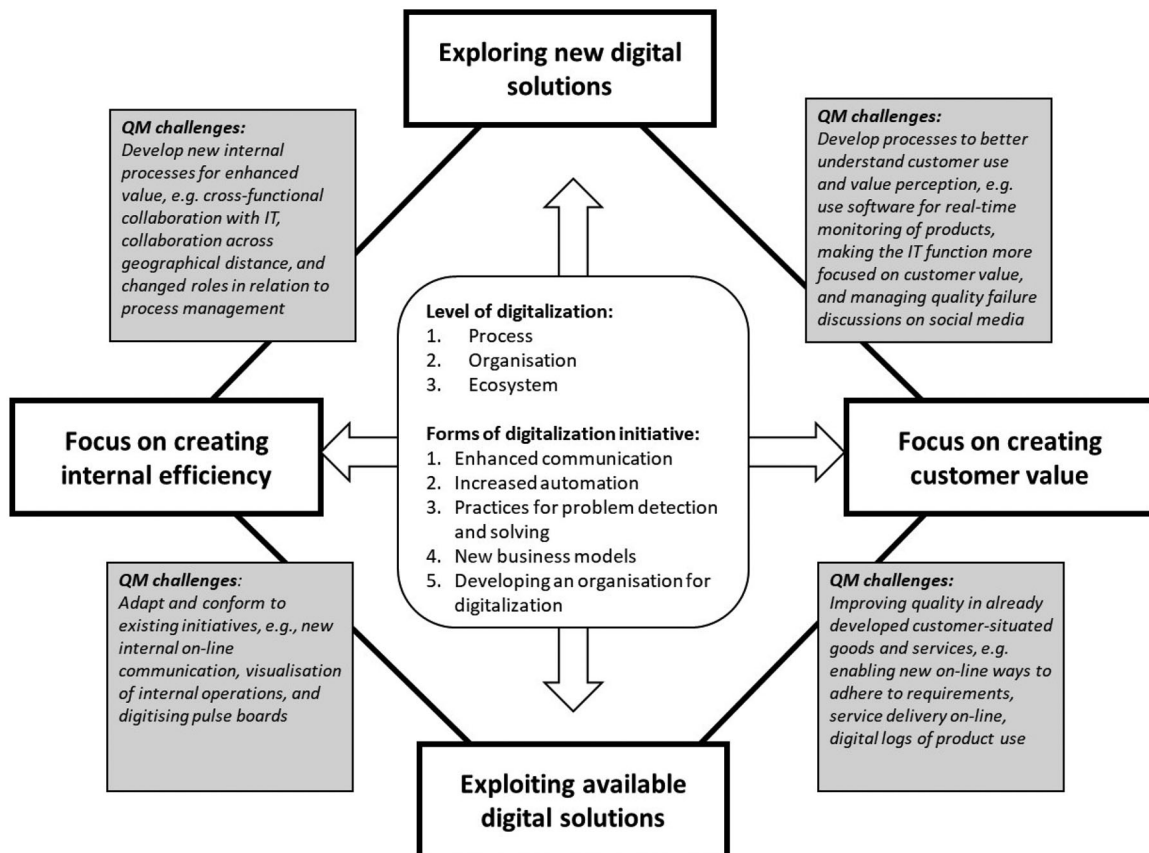 Exploring new digital
solutions
QM challenges:
Develop new internal
processes for enhanced
value, e.g. cross-functional
collaboration with IT,
collaboration across
geographical distance, and
changed roles in relation to
process management
QM challenges:
Develop processes to better
understand customer use
and value perception, e.g.
use software for real-time
monitoring of products,
making the IT function more
focused on customer value,
and managing quality failure
discussions on social media
Level of digitalization:
1. Process
2. Organisation
3. Ecosystem
Forms of digitalization initiative:
1. Enhanced communication
2. Increased automation
3. Practices for problem detection
and solving
4. New business models
5. Developing an organisation for
digitalization
Focus on creating
internal efficiency
Focus on creating
customer value
QM challenges:
Adapt and conform to
existing initiatives, e.g., new
internal on-line
communication, visualisation
of internal operations, and
digitising pulse boards
QM challenges:
Improving quality in already
developed customer-situated
goods and services, e.g.
enabling new on-line ways to
adhere to requirements,
service delivery on-line,
digital logs of product use
Exploiting available
digital solutions